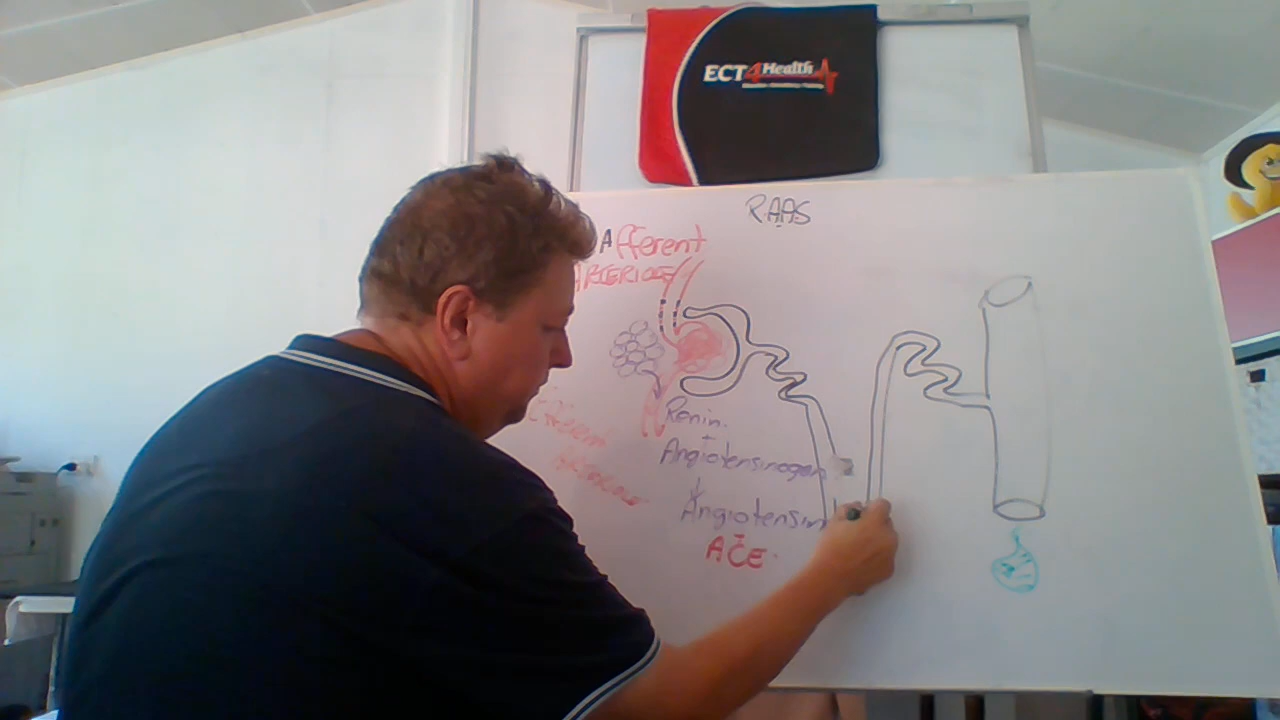 ECT4Health
RAAS
Afferent
ARTERIOLE
Renin
+
Angiotensinogen
Efferent
Arteriole
Angiotensin
ACE